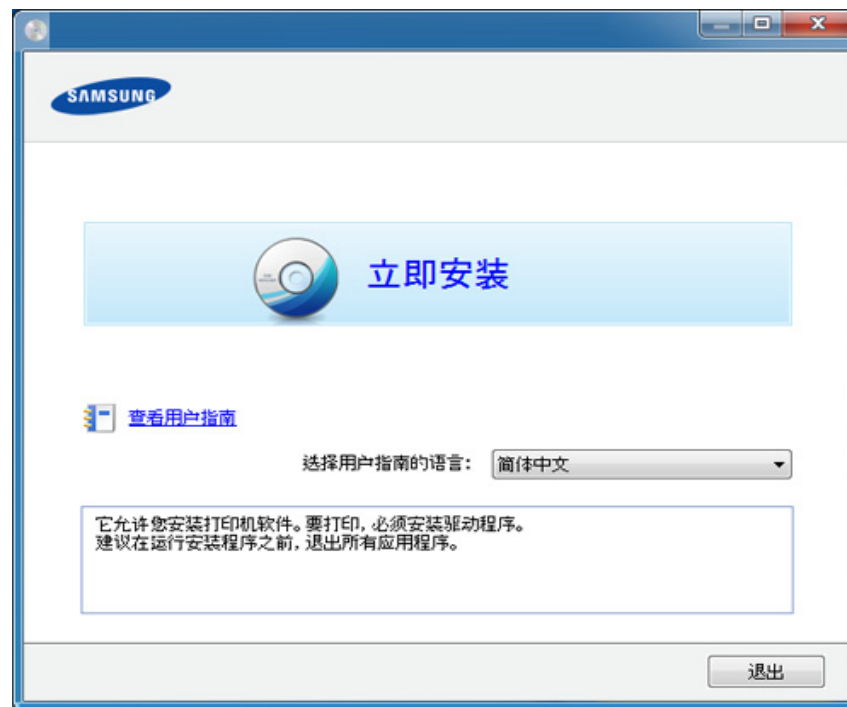 SAMSUNG
立即安装
查看用户指南
选择用户指南的语言: 简体中文
它允许您安装打印机软件。要打印, 必须安装驱动程序。
建议在运行安装程序之前, 退出所有应用程序。
退出